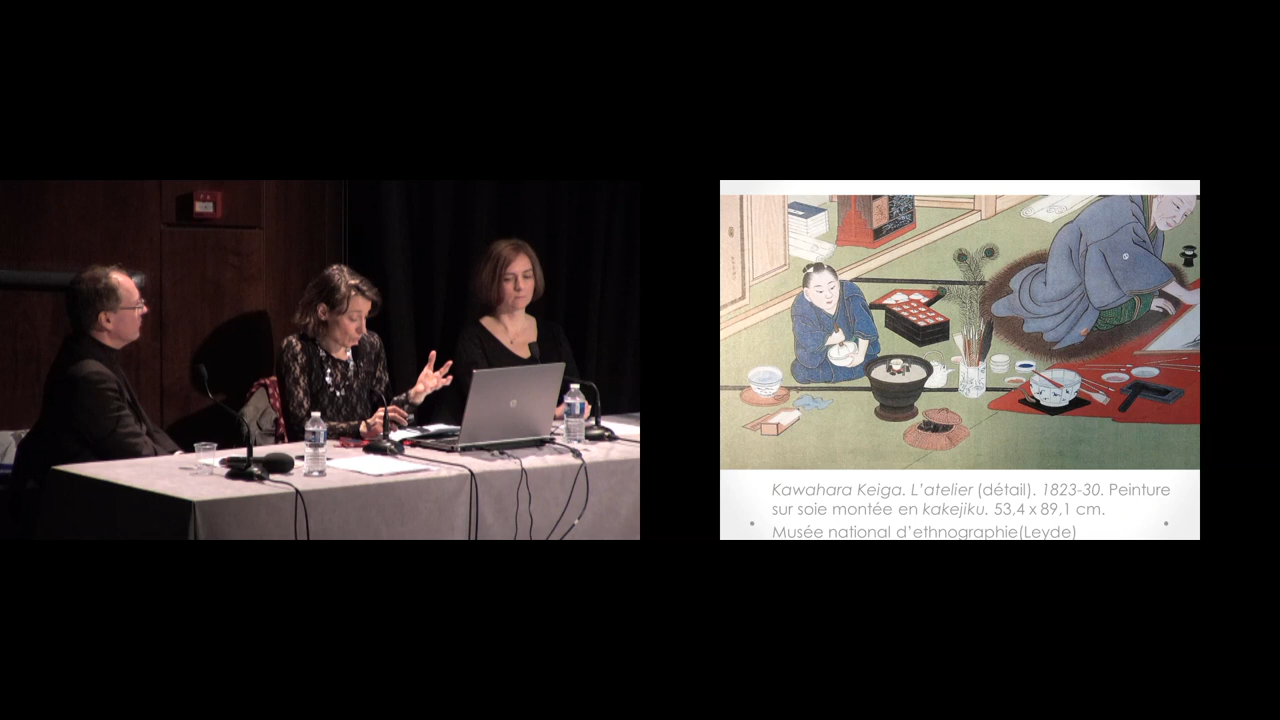 Kawahara Keiga. L'atelier (détail). 1823-30. Peinture
sur soie montée en kakejiku. 53,4 x 89,1 cm.
Musée national d'ethnographie(Leyde)